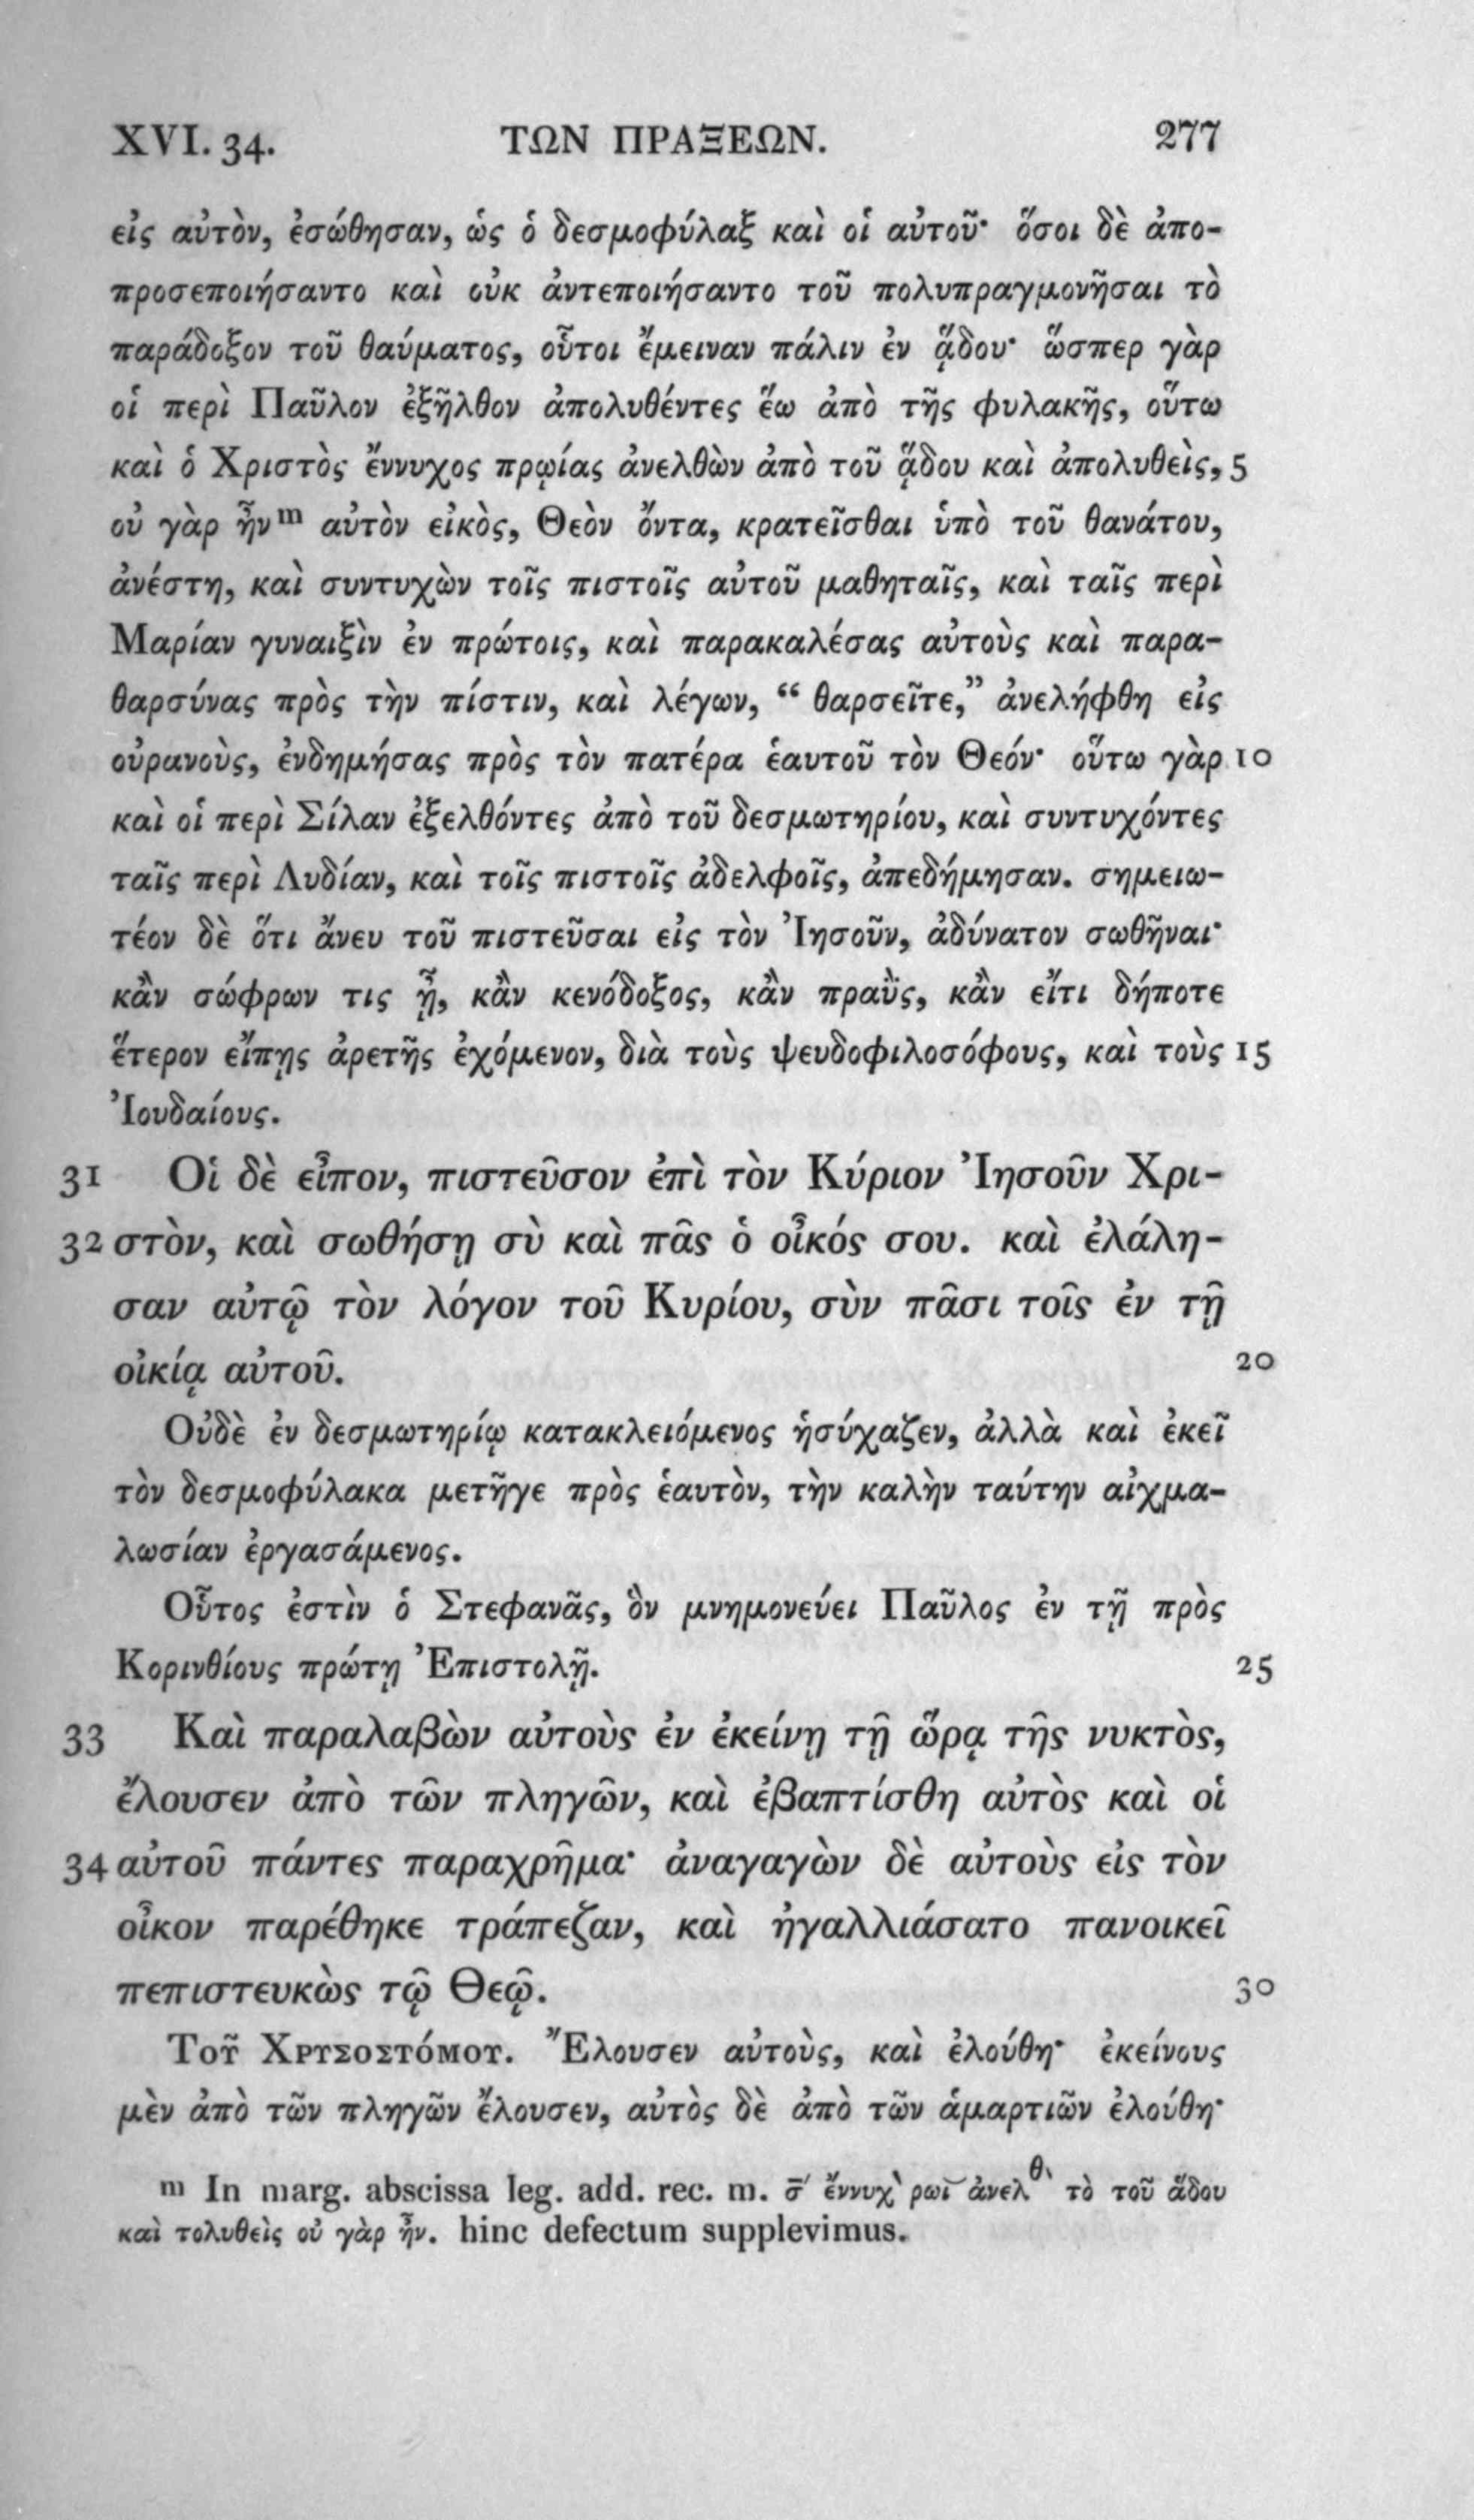 XVI. 34. ΤΩΝ ΠΡΑΞΕΩΝ. 277
εἰς αὐτὸν, ἐσώθησαν, ὡς ὁ δεσμοφύλαξ καὶ οἱ αὐτοῦ· ὅσοι δὲ ἀπο-
προσεποιήσαντο καὶ οὐκ ἀντεποιήσαντο τοῦ πολυπραγμονῆσαι τὸ
παράδοξον τοῦ θαύματος, οὗτοι ἔμειναν πάλιν ἐν ᾅδου· ὥσπερ γὰρ
οἱ περὶ Παῦλον ἐξῆλθον ἀπολυθέντες ἕω ἀπὸ τῆς φυλακῆς, οὕτω
καὶ ὁ Χριστὸς ἔννυχος πρωΐας ἀνελθὼν ἀπὸ τοῦ ᾅδου καὶ ἀπολυθεὶς, 5
οὐ γὰρ ἦν m αὐτὸν εἰκὸς, Θεὸν ὄντα, κρατεῖσθαι ὑπὸ τοῦ θανάτου,
ἀνέστη, καὶ συντυχὼν τοῖς πιστοῖς αὐτοῦ μαθηταῖς, καὶ ταῖς περὶ
Μαρίαν γυναιξὶν ἐν πρώτοις, καὶ παρακαλέσας αὐτοὺς καὶ παρα-
θαρσύνας πρὸς τὴν πίστιν, καὶ λέγων, “ θαρσεῖτε,” ἀνελήφθη εἰς
οὐρανοὺς, ἐνδημήσας πρὸς τὸν πατέρα ἑαυτοῦ τὸν Θεόν· οὕτω γὰρ 10
καὶ οἱ περὶ Σίλαν ἐξελθόντες ἀπὸ τοῦ δεσμωτηρίου, καὶ συντυχόντες
ταῖς περὶ Λυδίαν, καὶ τοῖς πιστοῖς ἀδελφοῖς, ἀπεδήμησαν. σημειω-
τέον δὲ ὅτι ἄνευ τοῦ πιστεῦσαι εἰς τὸν Ἰησοῦν, ἀδύνατον σωθῆναι·
κἂν σώφρων τις ᾖ, κἂν κενόδοξος, κἂν πραῢς, κἂν εἴτι δήποτε
ἕτερον εἴπῃς ἀρετῆς ἐχόμενον, διὰ τοὺς ψευδοφιλοσόφους, καὶ τοὺς 15
Ἰουδαίους.
31 Οἱ δὲ εἶπον, πιστεῦσον ἐπὶ τὸν Κύριον Ἰησοῦν Χρι-
32 στὸν, καὶ σωθήσῃ σὺ καὶ πᾶς ὁ οἶκός σου. καὶ ἐλάλη-
σαν αὐτῷ τὸν λόγον τοῦ Κυρίου, σὺν πᾶσι τοῖς ἐν τῇ
οἰκίᾳ αὐτοῦ. 20
Οὐδὲ ἐν δεσμωτηρίῳ κατακλειόμενος ἡσύχαζεν, ἀλλὰ καὶ ἐκεῖ
τὸν δεσμοφύλακα μετῆγε πρὸς ἑαυτὸν, τὴν καλὴν ταύτην αἰχμα-
λωσίαν ἐργασάμενος.
Οὗτος ἐστὶν ὁ Στεφανᾶς, ὃν μνημονεύει Παῦλος ἐν τῇ πρὸς
Κορινθίους πρώτῃ Ἐπιστολῇ. 25
33 Καὶ παραλαβὼν αὐτοὺς ἐν ἐκείνῃ τῇ ὥρᾳ τῆς νυκτὸς,
ἔλουσεν ἀπὸ τῶν πληγῶν, καὶ ἐβαπτίσθη αὐτὸς καὶ οἱ
34 αὐτοῦ πάντες παραχρῆμα· ἀναγαγὼν δὲ αὐτοὺς εἰς τὸν
οἶκον παρέθηκε τράπεζαν, καὶ ἠγαλλιάσατο πανοικεῖ
πεπιστευκὼς τῷ Θεῷ. 30
Τοῦ Χρυσοστόμου. Ἔλουσεν αὐτοὺς, καὶ ἐλούθη· ἐκείνους
μὲν ἀπὸ τῶν πληγῶν ἔλουσεν, αὐτὸς δὲ ἀπὸ τῶν ἁμαρτιῶν ἐλούθη·
m In marg. abscissa leg. add. rec. m. ἔννυχ̀ ἀνελθ̀ τὸ τοῦ ἅδου
καὶ τολυθεὶς οὐ γὰρ ἦν. hinc defectum supplevimus.